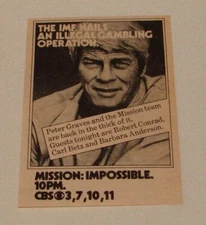 THE IMF NAILS
AN ILLEGAL GAMBLING
OPERATION.
Peter Graves and the Mission team
are back in the thick of it.
Guests tonight are Robert Conrad,
Carl Betz and Barbara Anderson.
MISSION: IMPOSSIBLE.
10PM.
CBS 3,7,10,11